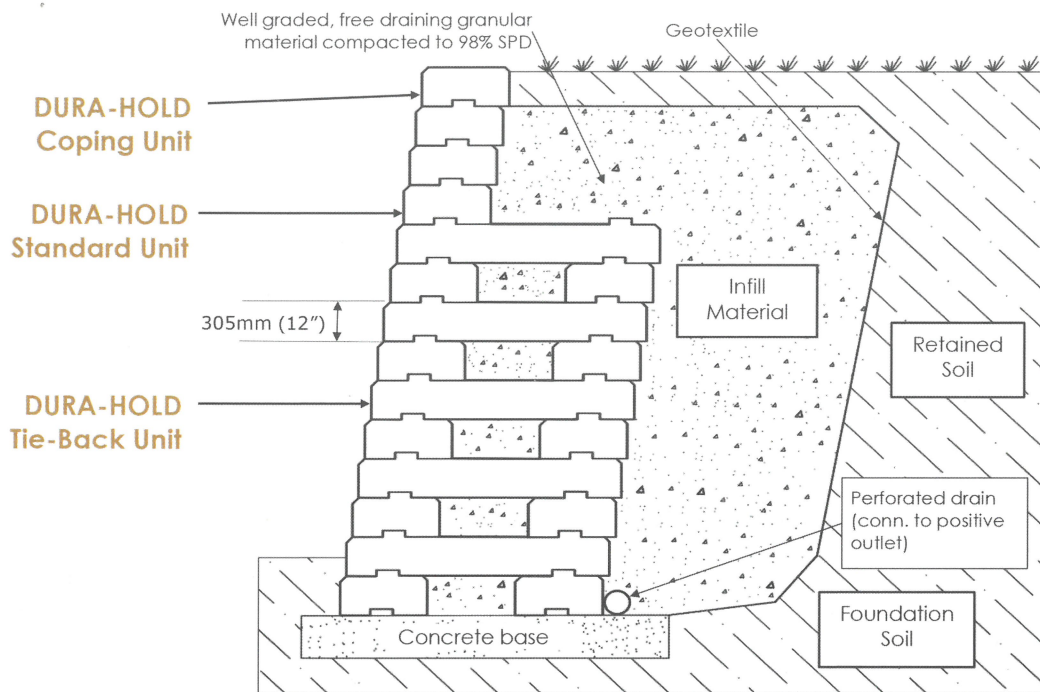 Well graded, free draining granular
material compacted to 98% SPD
Geotextile
DURA-HOLD
Coping Unit
DURA-HOLD
Standard Unit
Infill
Material
305mm (12")
Retained
Soil
DURA-HOLD
Tie-Back Unit
Perforated drain
(conn. to positive
outlet)
Foundation
Soil
Concrete base